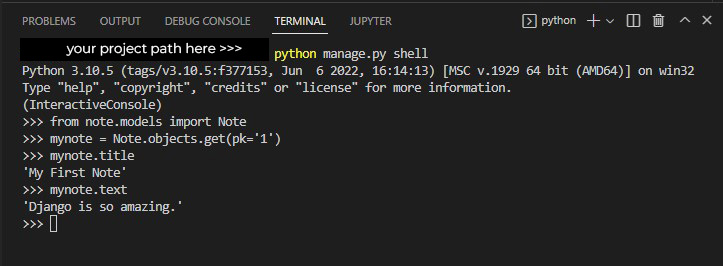 PROBLEMS OUTPUT DEBUG CONSOLE TERMINAL JUPYTER python
your project path here >>> python manage.py shell
Python 3.10.5 (tags/v3.10.5:f377153, Jun  6 2022, 16:14:13) [MSC v.1929 64 bit (AMD64)] on win32
Type "help", "copyright", "credits" or "license" for more information.
(InteractiveConsole)
>>> from note.models import Note
>>> mynote = Note.objects.get(pk='1')
>>> mynote.title
'My First Note'
>>> mynote.text
'Django is so amazing.'
>>>